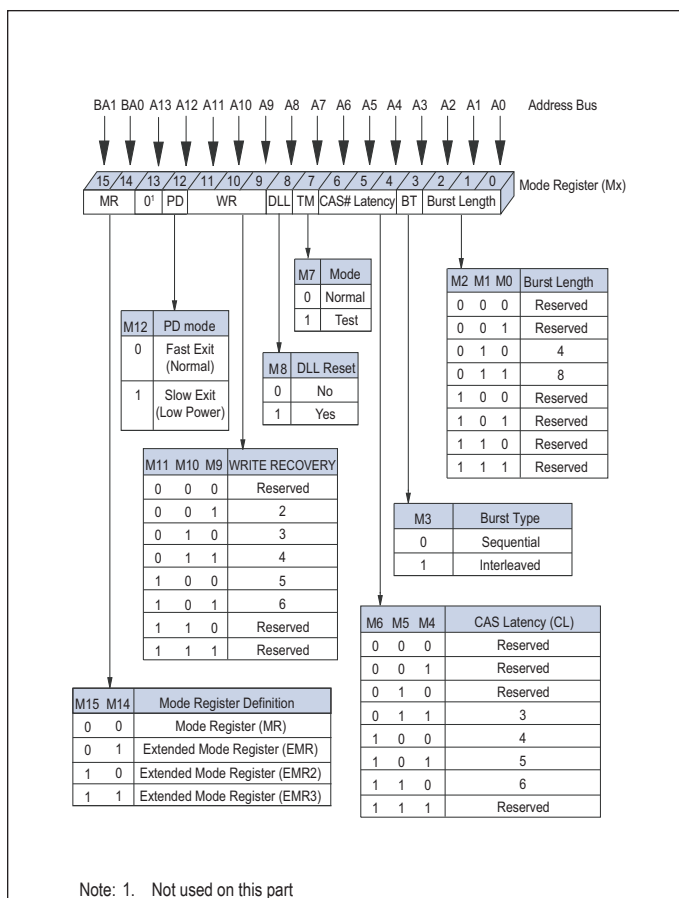 BA1 BA0 A13 A12 A11 A10 A9 A8 A7 A6 A5 A4 A3 A2 A1 A0 Address Bus
15 14 13 12 11 10 9 8 7 6 5 4 3 2 1 0
Mode Register (Mx)
MR 0¹ PD WR DLL TM CAS# Latency BT Burst Length
M7 Mode
0 Normal
1 Test
M2 M1 M0 Burst Length
0 0 0 Reserved
0 0 1 Reserved
0 1 0 4
0 1 1 8
1 0 0 Reserved
1 0 1 Reserved
1 1 0 Reserved
1 1 1 Reserved
M12 PD mode
0 Fast Exit
(Normal)
1 Slow Exit
(Low Power)
M8 DLL Reset
0 No
1 Yes
M11 M10 M9 WRITE RECOVERY
0 0 0 Reserved
0 0 1 2
0 1 0 3
0 1 1 4
1 0 0 5
1 0 1 6
1 1 0 Reserved
1 1 1 Reserved
M3 Burst Type
0 Sequential
1 Interleaved
M6 M5 M4 CAS Latency (CL)
0 0 0 Reserved
0 0 1 Reserved
0 1 0 Reserved
0 1 1 3
1 0 0 4
1 0 1 5
1 1 0 6
1 1 1 Reserved
M15 M14 Mode Register Definition
0 0 Mode Register (MR)
0 1 Extended Mode Register (EMR)
1 0 Extended Mode Register (EMR2)
1 1 Extended Mode Register (EMR3)
Note: 1. Not used on this part